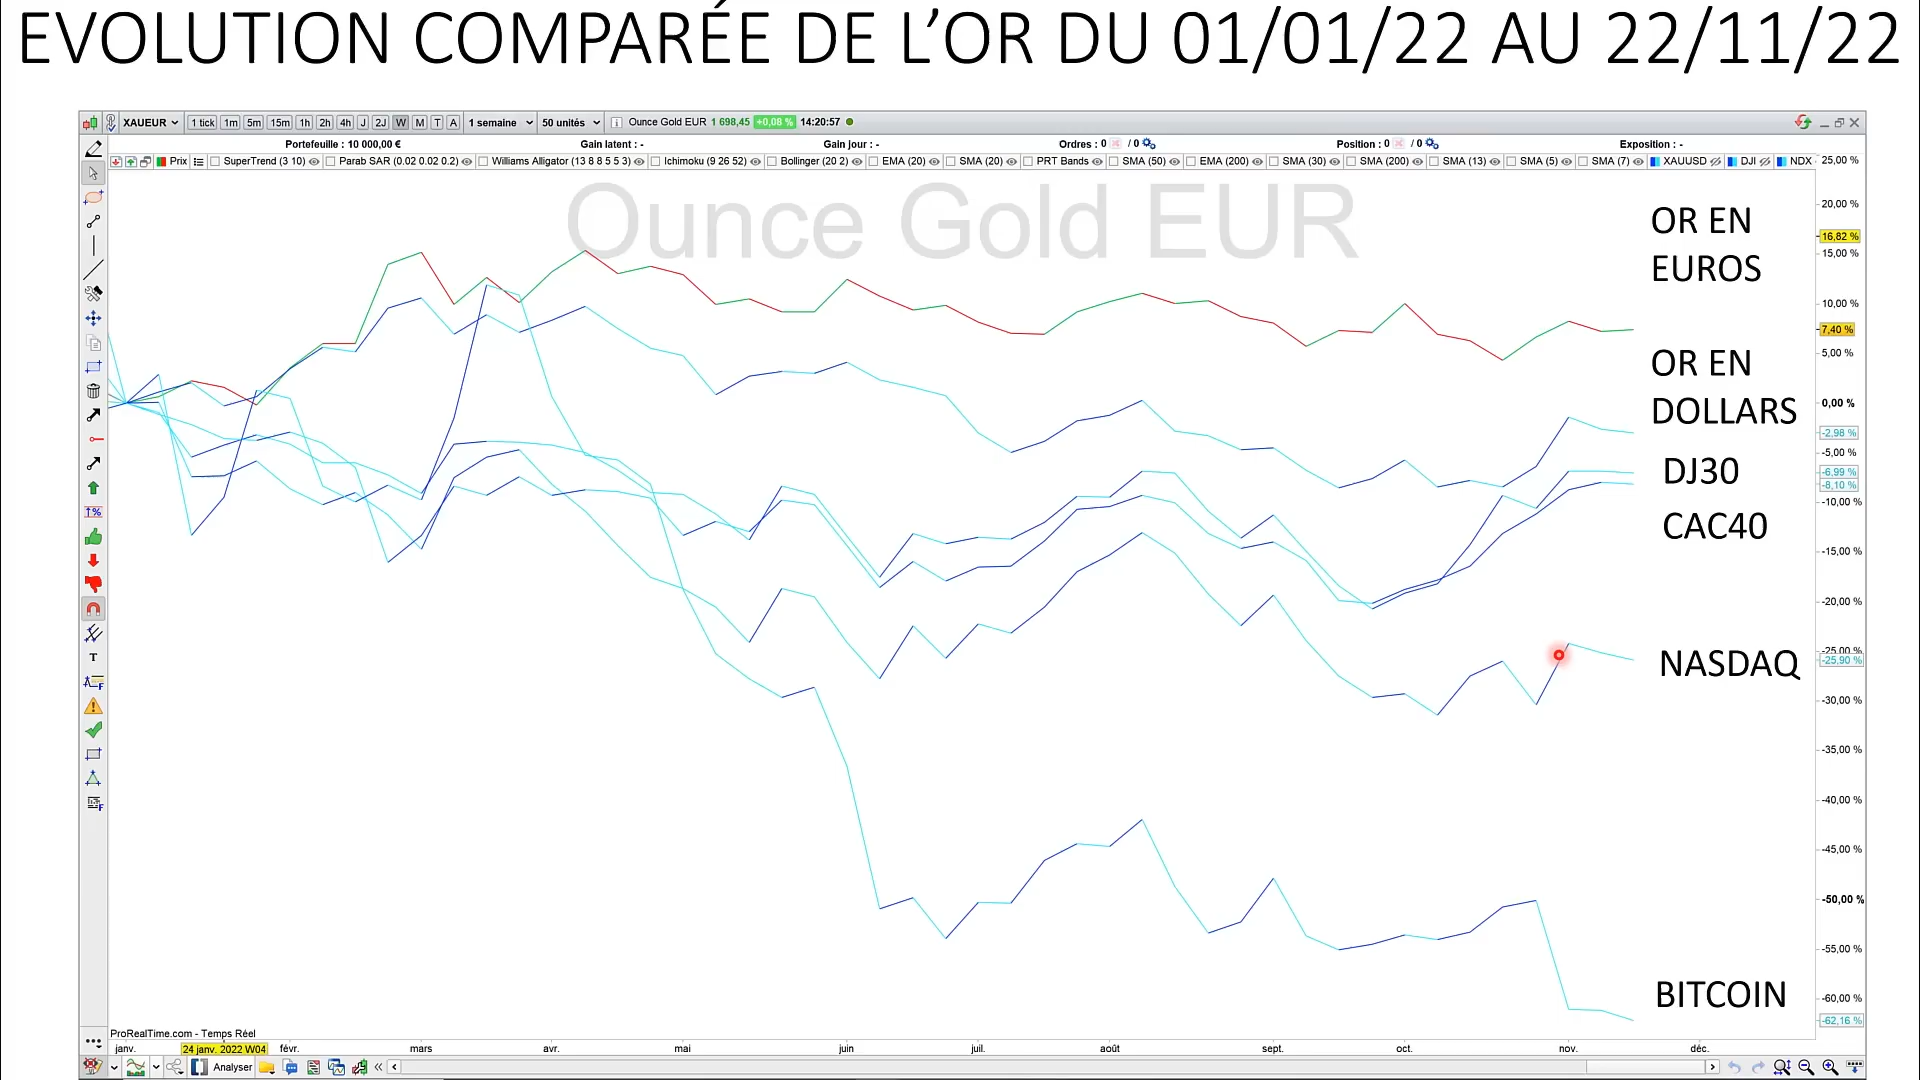 EVOLUTION COMPARÉE DE L’OR DU 01/01/22 AU 22/11/22
XAUEUR 1 tick 1m 5m 15m 1h 2h 4h J 2J W M T A 1 semaine 50 unités Ounce Gold EUR 1 698,45 +0,08 % 14:20:57
Portefeuille : 10 000,00 € Gain latent : - Gain jour : - Ordres : 0 / 0 Position : 0 / 0 Exposition : -
Prix SuperTrend (3 10) Parab SAR (0.02 0.02 0.2) Williams Alligator (13 8 8 5 5 3) Ichimoku (9 26 52) Bollinger (20 2) EMA (20) SMA (20) PRT Bands SMA (50) EMA (200) SMA (30) SMA (200) SMA (13) SMA (5) SMA (7) XAUUSD DJI NDX
25,00 %
Ounce Gold EUR
20,00 %
OR EN
EUROS
16,82 %
15,00 %
10,00 %
7,40 %
5,00 %
OR EN
DOLLARS
0,00 %
-2,98 %
-5,00 %
DJ30
-6,99 %
-8,10 %
-10,00 %
CAC40
-15,00 %
-20,00 %
-25,00 %
NASDAQ
-25,90 %
-30,00 %
-35,00 %
-40,00 %
-45,00 %
-50,00 %
-55,00 %
BITCOIN
-60,00 %
-62,16 %
ProRealTime.com - Temps Réel
janv. 24 janv. 2022 W04 févr. mars avr. mai juin juil. août sept. oct. nov. déc.
Analyser